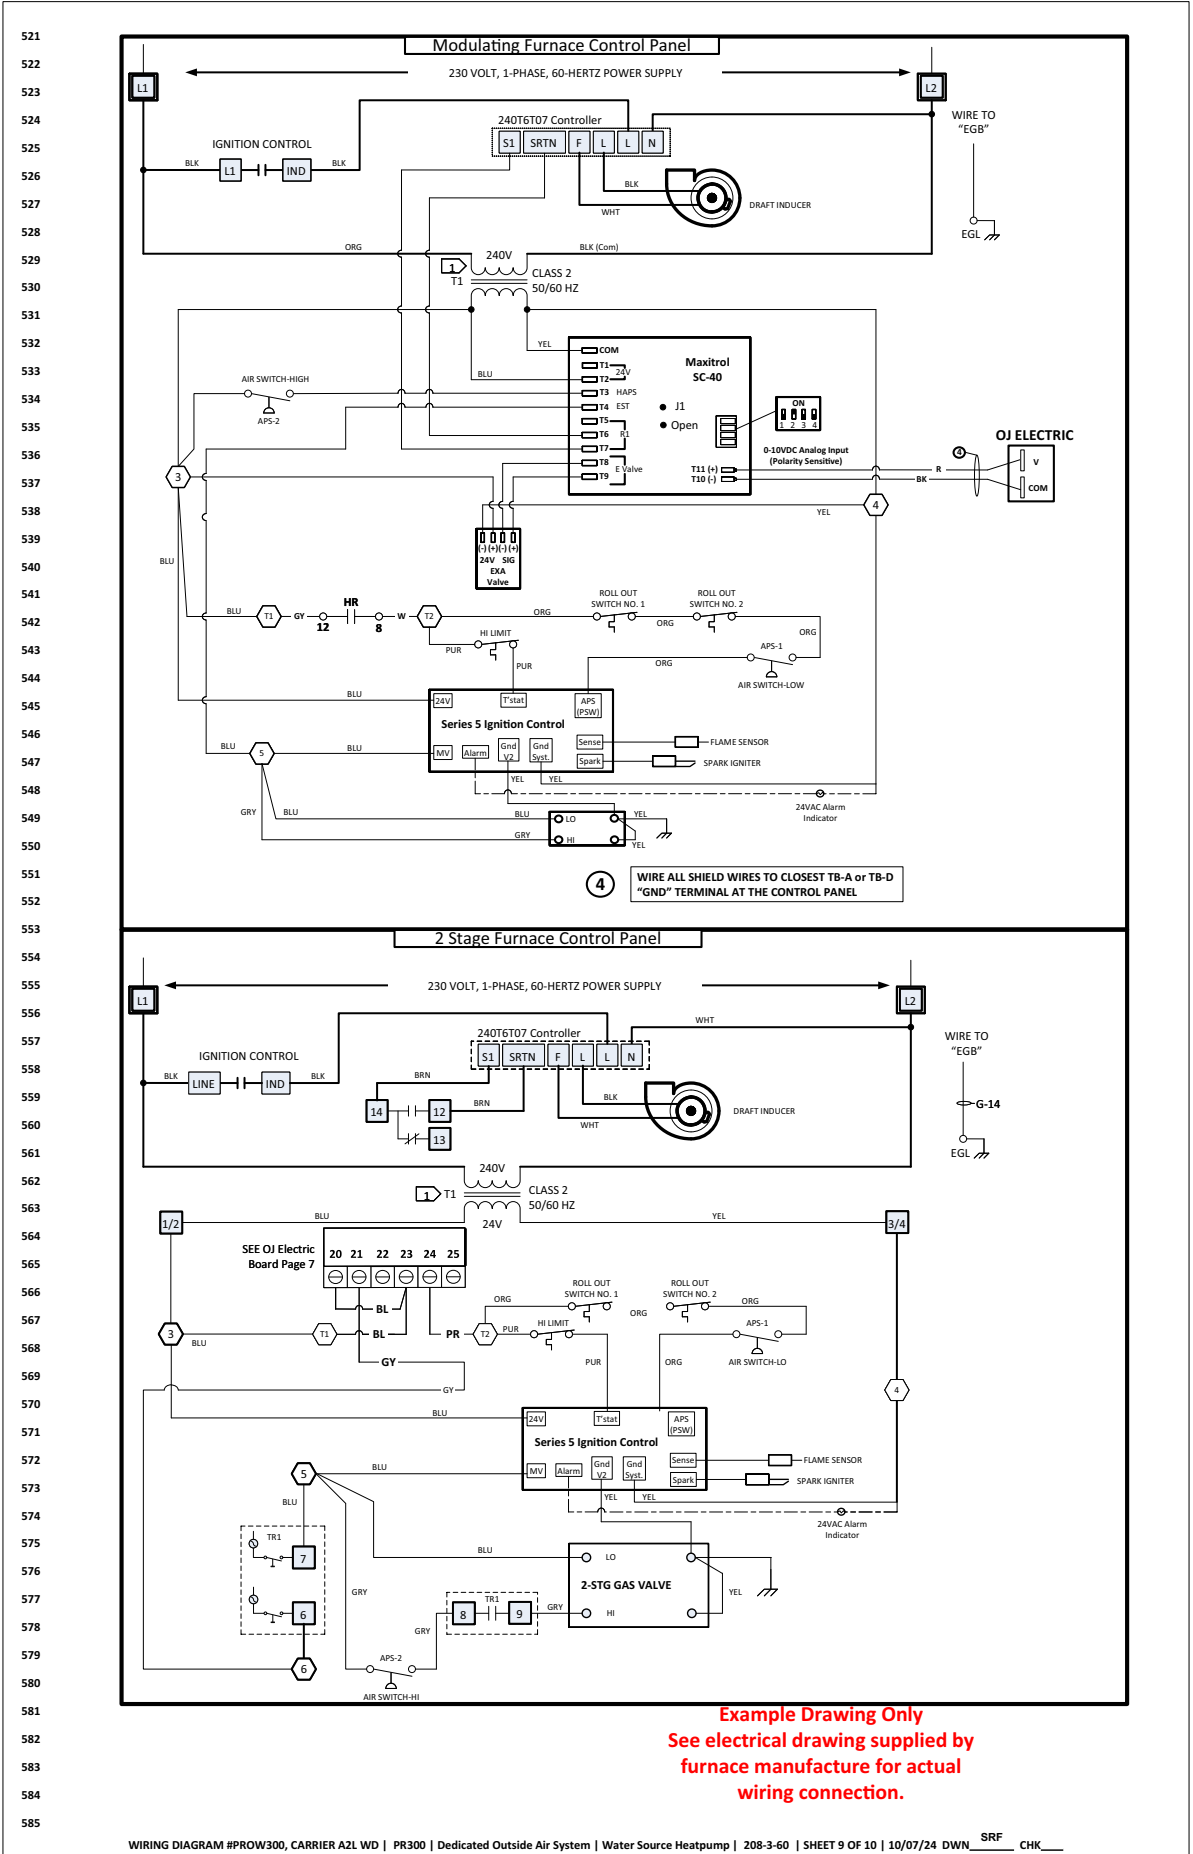 521
522
523
524
525
526
527
528
529
530
531
532
533
534
535
536
537
538
539
540
541
542
543
544
545
546
547
548
549
550
551
552
553
554
555
556
557
558
559
560
561
562
563
564
565
566
567
568
569
570
571
572
573
574
575
576
577
578
579
580
581
582
583
584
585
Modulating Furnace Control Panel
230 VOLT, 1-PHASE, 60-HERTZ POWER SUPPLY
L1
L2
WIRE TO
"EGB"
240T6T07 Controller
S1 SRTN F L L N
IGNITION CONTROL
BLK
L1
IND
BLK
BLK
WHT
DRAFT INDUCER
EGL
ORG
240V
BLK (Com)
1
T1
CLASS 2
50/60 HZ
YEL
BLU
COM
T1
24V
T2
T3 HAPS
T4 EST
T5
T6 R1
T7
T8
E Valve
T9
Maxitrol
SC-40
J1
Open
ON
1 2 3 4
0-10VDC Analog Input
(Polarity Sensitive)
T11 (+)
T10 (-)
4
R
BK
OJ ELECTRIC
V
COM
AIR SWITCH-HIGH
APS-2
3
4
YEL
(-) (+) (-) (+)
24V SIG
EXA
Valve
BLU
BLU
T1
GY
12
HR
8
W
T2
ORG
ROLL OUT
SWITCH NO. 1
ORG
ROLL OUT
SWITCH NO. 2
ORG
HI LIMIT
PUR
PUR
ORG
APS-1
AIR SWITCH-LOW
BLU
24V
T'stat
APS
(PSW)
Series 5 Ignition Control
MV
Alarm
Gnd
V2
Gnd
Syst.
Sense
Spark
FLAME SENSOR
SPARK IGNITER
BLU
5
BLU
YEL
YEL
24VAC Alarm
Indicator
GRY
BLU
BLU
GRY
LO
HI
YEL
YEL
4
WIRE ALL SHIELD WIRES TO CLOSEST TB-A or TB-D
"GND" TERMINAL AT THE CONTROL PANEL
2 Stage Furnace Control Panel
230 VOLT, 1-PHASE, 60-HERTZ POWER SUPPLY
L1
L2
WHT
WIRE TO
"EGB"
240T6T07 Controller
S1 SRTN F L L N
IGNITION CONTROL
BLK
LINE
IND
BLK
BRN
14
12
BRN
13
BLK
WHT
DRAFT INDUCER
G-14
EGL
240V
1
T1
CLASS 2
50/60 HZ
24V
1/2
BLU
YEL
3/4
SEE OJ Electric
Board Page 7
20 21 22 23 24 25
BL
BL
PR
GY
GY
3
BLU
T1
T2
PUR
ORG
HI LIMIT
ROLL OUT
SWITCH NO. 1
ORG
ROLL OUT
SWITCH NO. 2
ORG
APS-1
AIR SWITCH-LO
PUR
ORG
4
BLU
24V
T'stat
APS
(PSW)
Series 5 Ignition Control
MV
Alarm
Gnd
V2
Gnd
Syst.
Sense
Spark
FLAME SENSOR
SPARK IGNITER
5
BLU
BLU
YEL
YEL
24VAC Alarm
Indicator
TR1
7
6
6
BLU
GRY
GRY
8
TR1
9
GRY
LO
2-STG GAS VALVE
HI
YEL
APS-2
AIR SWITCH-HI
Example Drawing Only
See electrical drawing supplied by
furnace manufacture for actual
wiring connection.
WIRING DIAGRAM #PROW300, CARRIER A2L WD | PR300 | Dedicated Outside Air System | Water Source Heatpump | 208-3-60 | SHEET 9 OF 10 | 10/07/24 DWN SRF CHK____